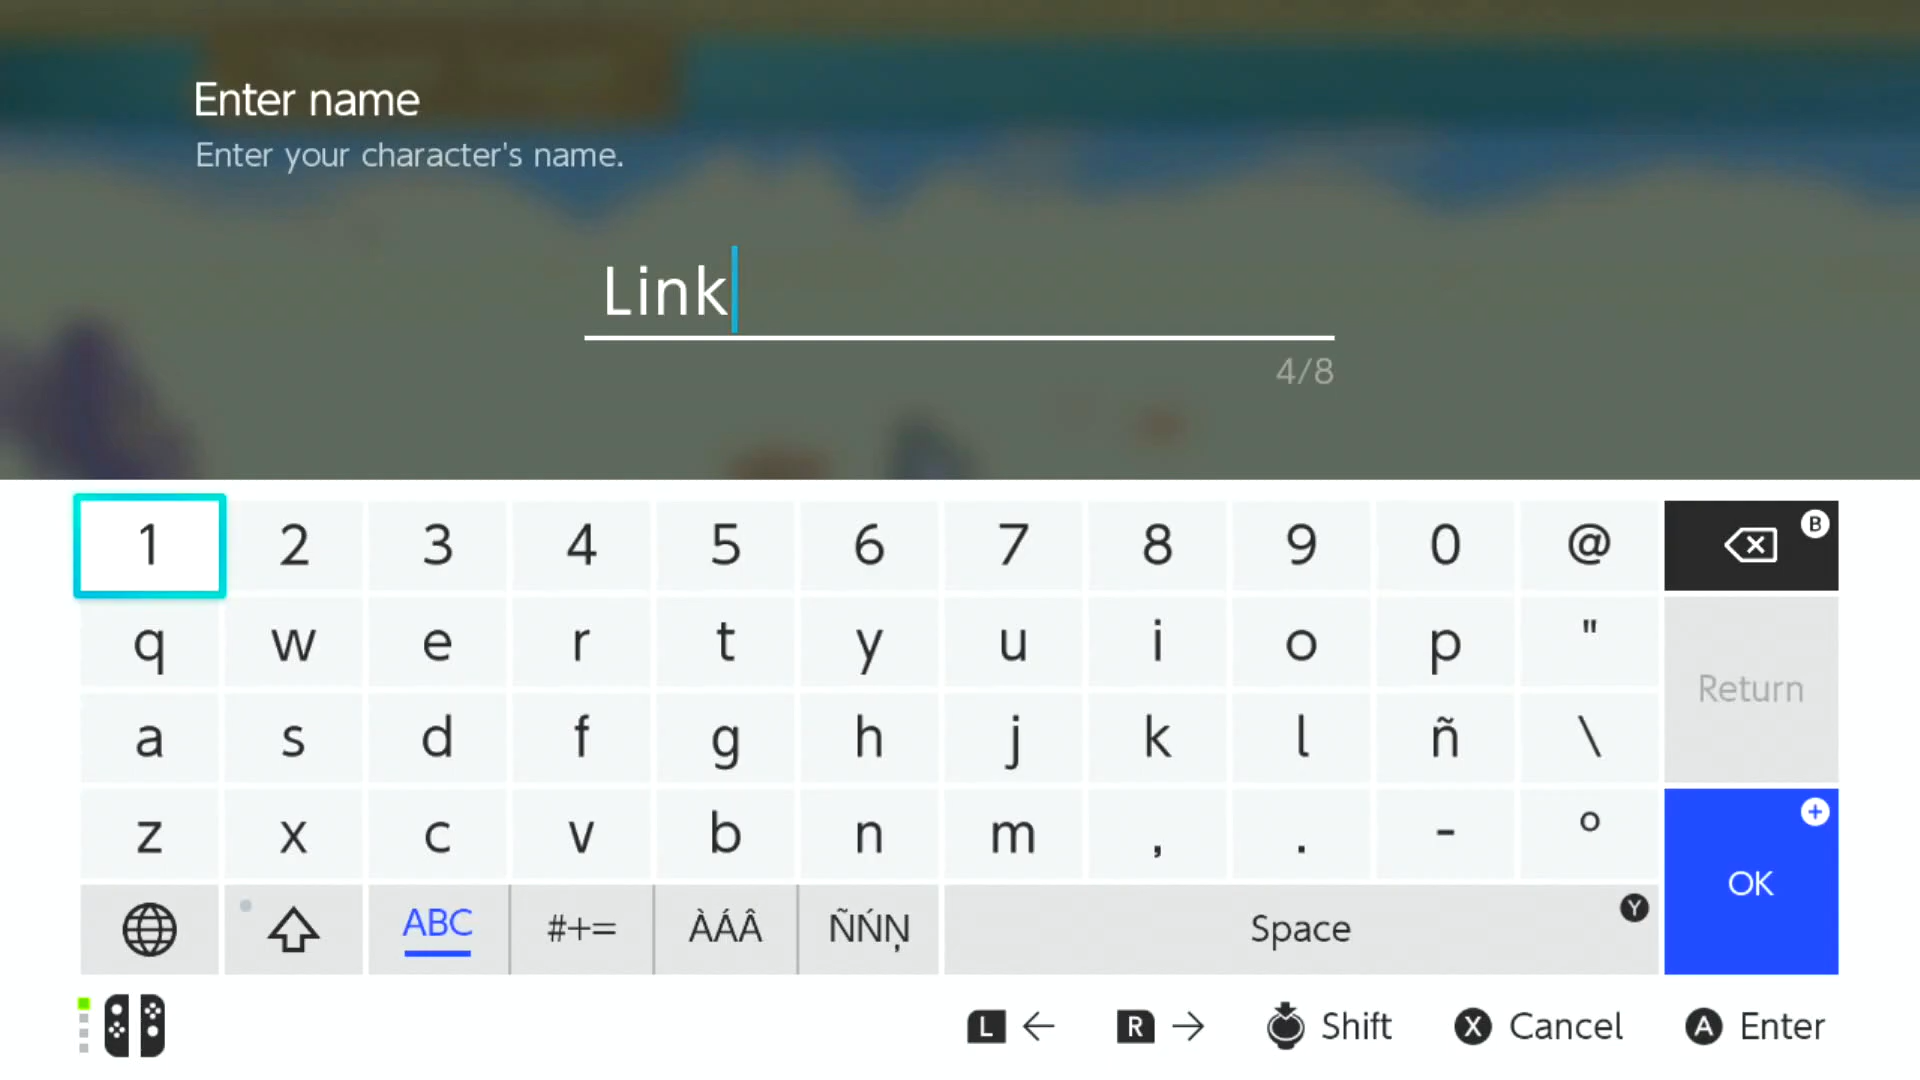 Enter name
Enter your character's name.
Link
4/8
1 2 3 4 5 6 7 8 9 0 @ B
q w e r t y u i o p "
Return
a s d f g h j k l ñ \
z x c v b n m , . - º
+
OK
ABC #+= ÀÁÂ ÑŃŅ Space Y
L ← R → Shift X Cancel A Enter